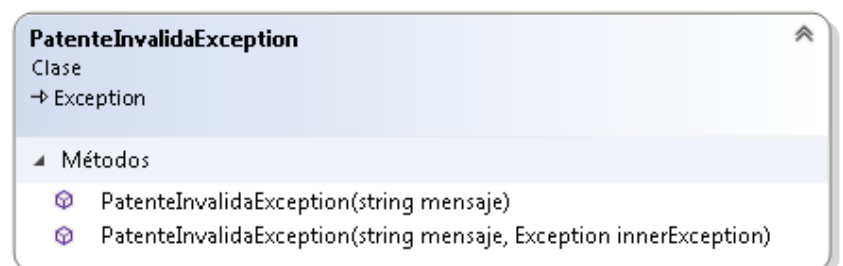 PatenteInvalidaException
Clase
Exception
Métodos
PatenteInvalidaException(string mensaje)
PatenteInvalidaException(string mensaje, Exception innerException)